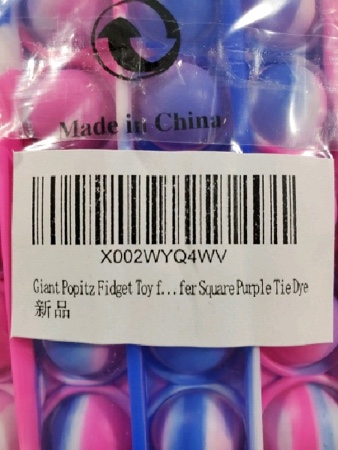 Made in China
X002WYQ4WV
Giant Popitz Fidget Toy f...fer Square Purple Tie Dye
新品